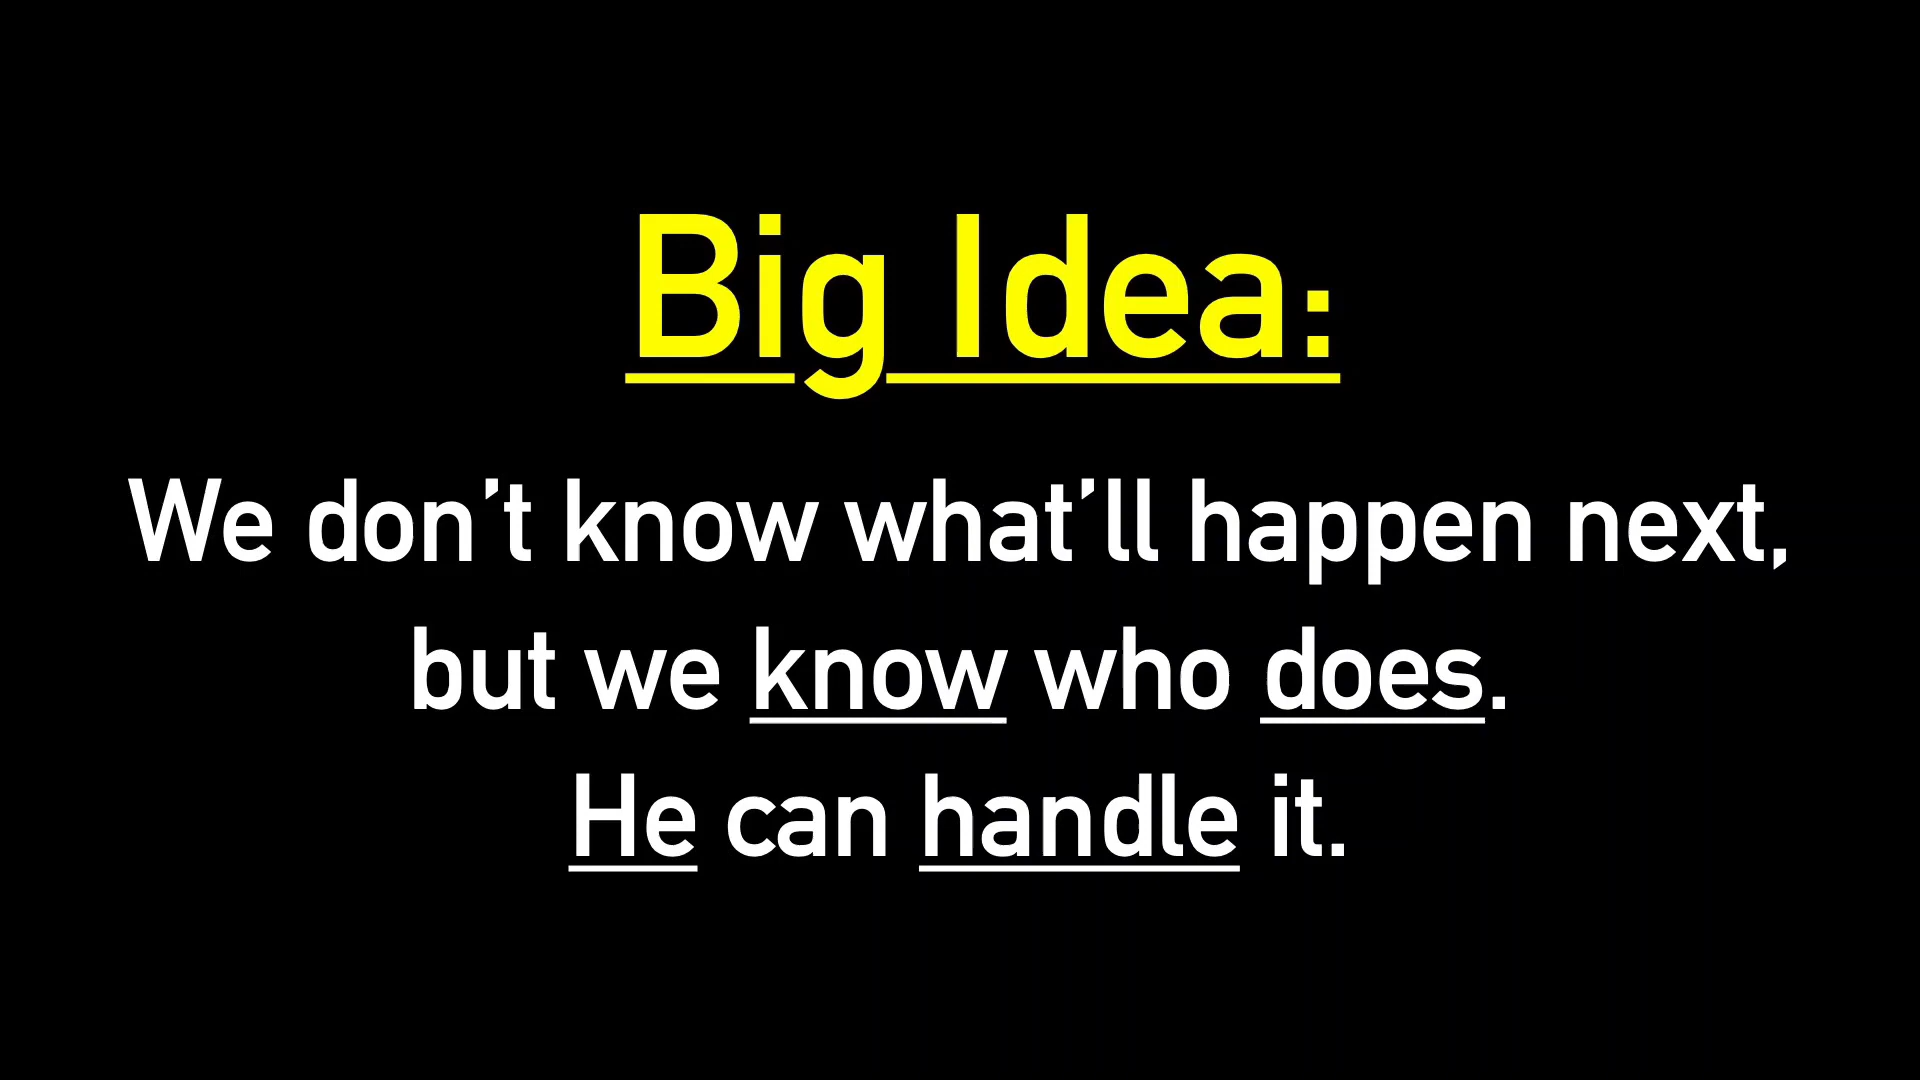 Big Idea:
We don’t know what’ll happen next,
but we know who does.
He can handle it.